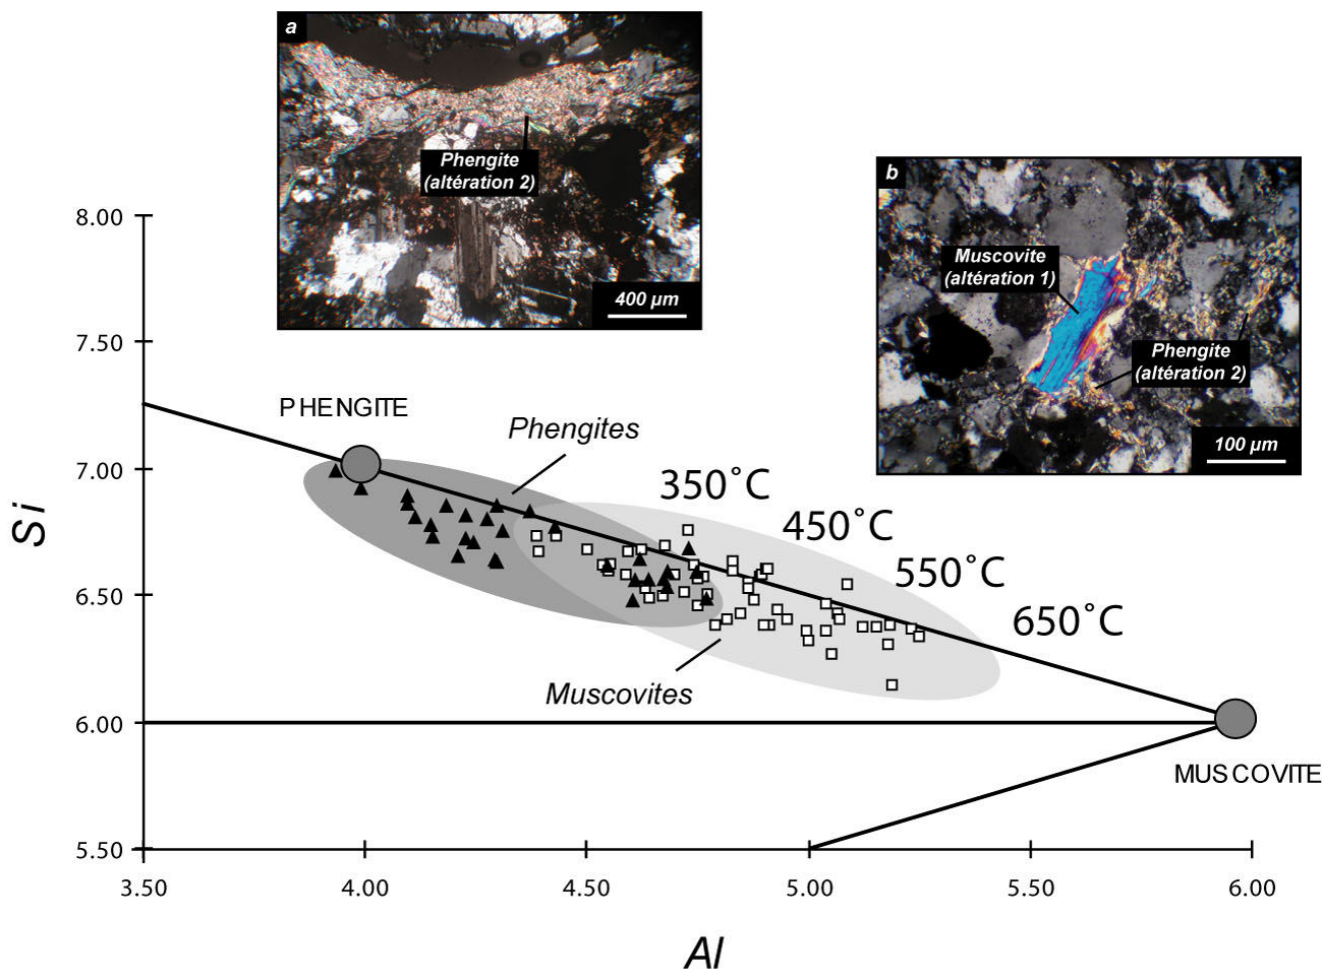 a
Phengite
(altération 2)
400 µm
b
Muscovite
(altération 1)
Phengite
(altération 2)
100 µm
8.00
7.50
7.00
6.50
6.00
5.50
Si
PHENGITE
Phengites
350°C
450°C
550°C
650°C
Muscovites
MUSCOVITE
3.50
4.00
4.50
5.00
5.50
6.00
Al